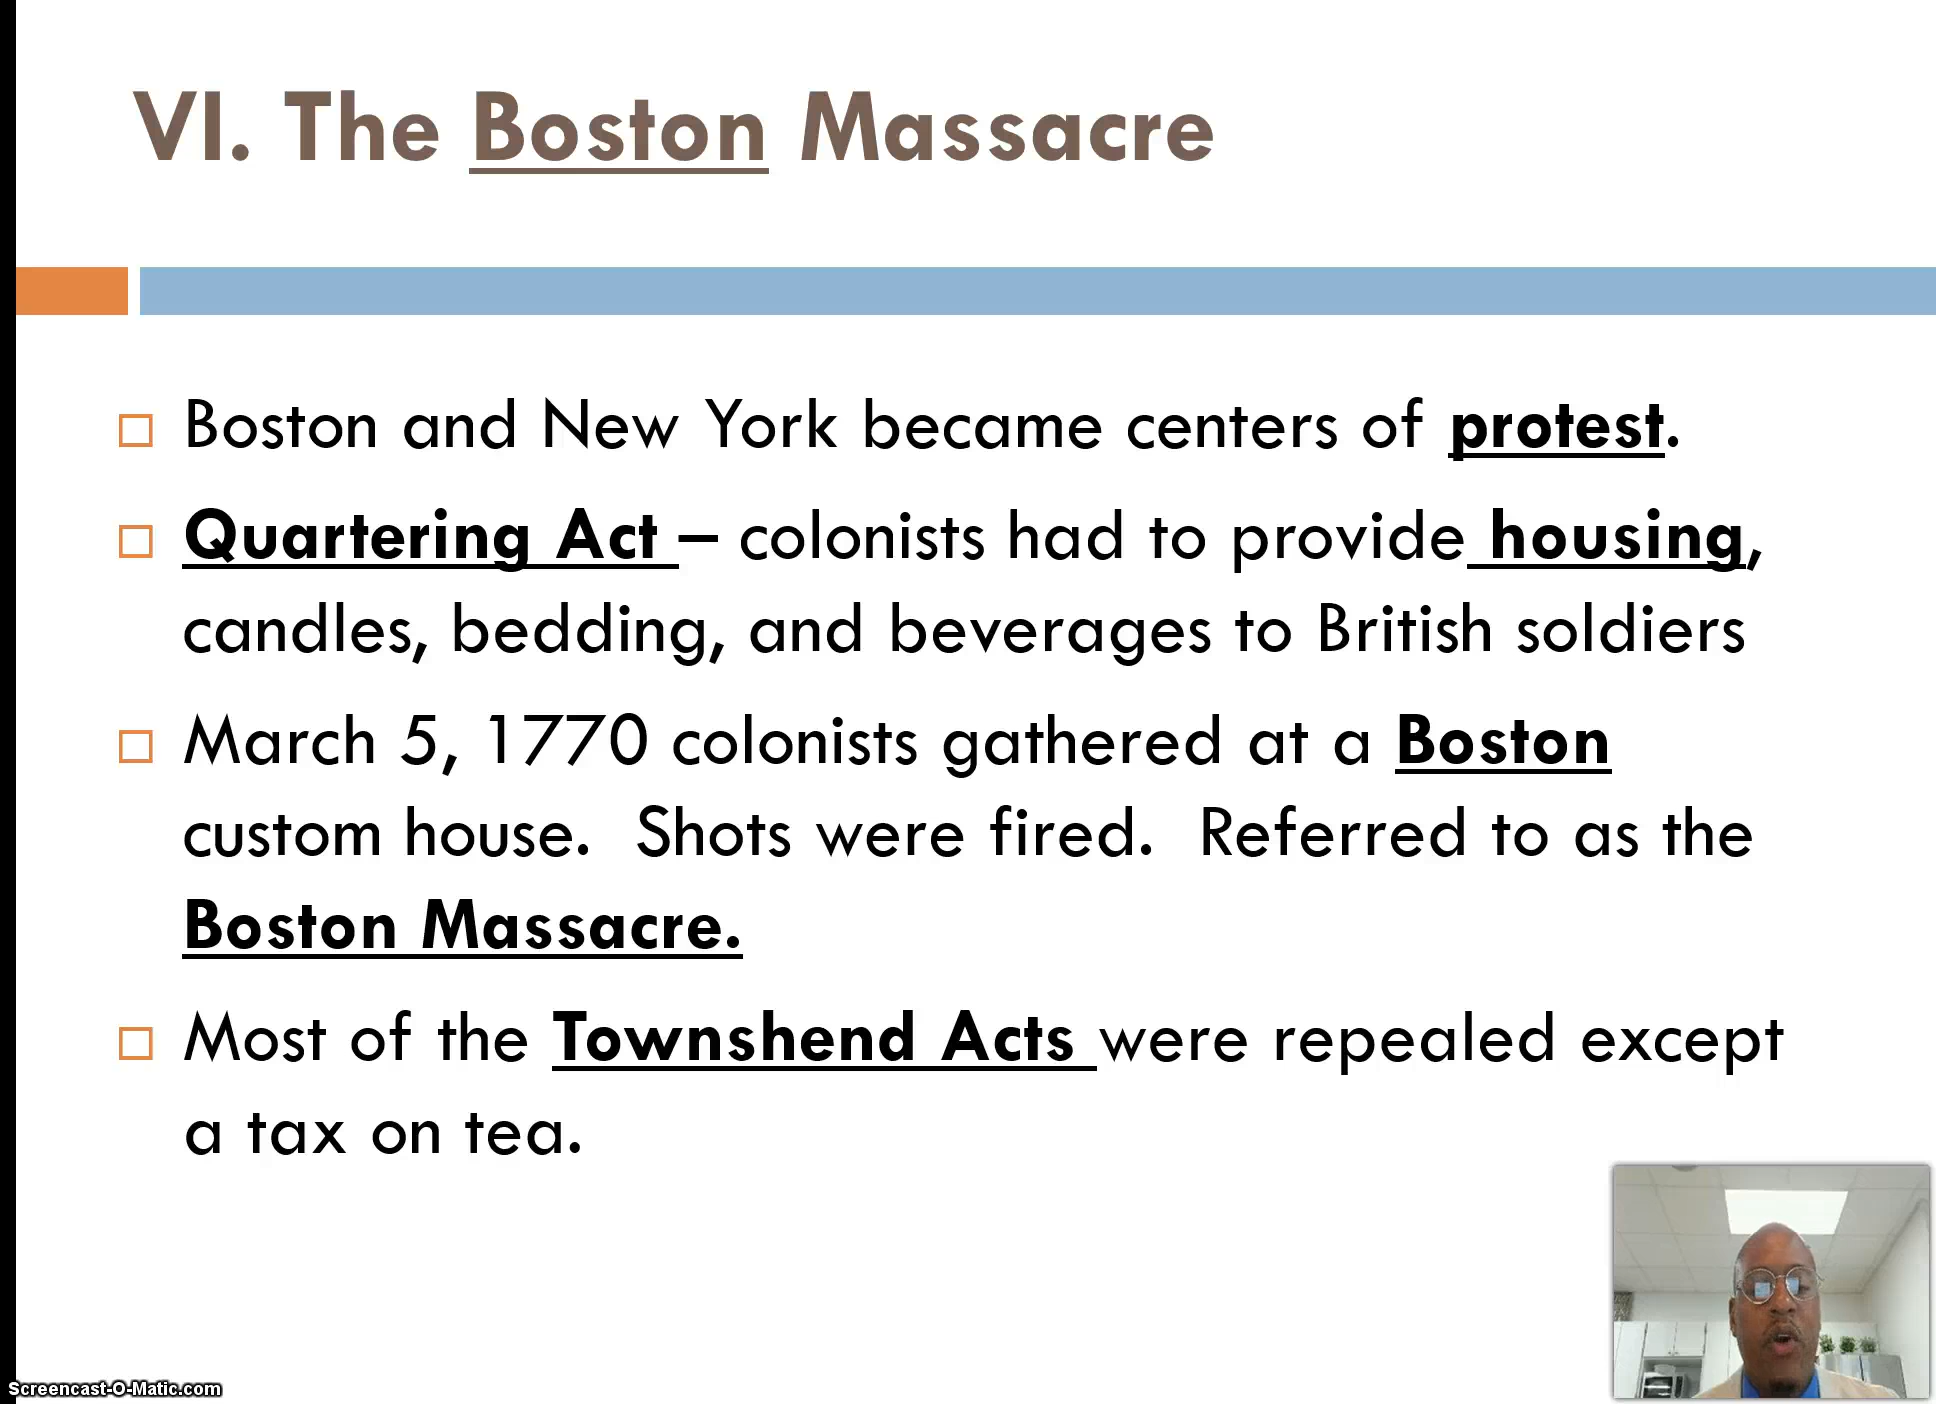 VI. The Boston Massacre
Boston and New York became centers of protest.
Quartering Act – colonists had to provide housing,
candles, bedding, and beverages to British soldiers
March 5, 1770 colonists gathered at a Boston
custom house.  Shots were fired.  Referred to as the
Boston Massacre.
Most of the Townshend Acts were repealed except
a tax on tea.
Screencast-O-Matic.com